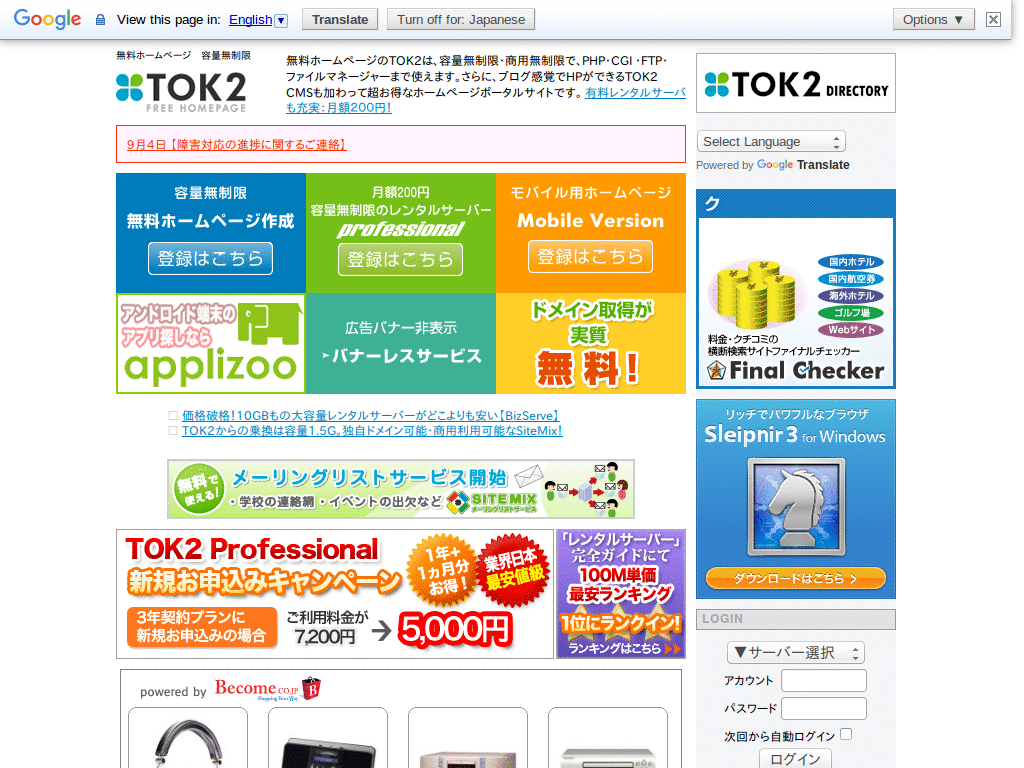 Google View this page in: English ▼ Translate Turn off for: Japanese Options ▼
無料ホームページ 容量無制限
TOK2
FREE HOMEPAGE
無料ホームページのTOK2は、容量無制限・商用無制限で、PHP・CGI ・FTP・
ファイルマネージャーまで使えます。さらに、ブログ感覚でHPができるTOK2
CMSも加わって超お得なホームページポータルサイトです。 有料レンタルサーバ
も充実:月額200円!
9月4日 【障害対応の進捗に関するご連絡】
容量無制限
無料ホームページ作成
登録はこちら
月額200円
容量無制限のレンタルサーバー
professional
登録はこちら
モバイル用ホームページ
Mobile Version
登録はこちら
アンドロイド端末の
アプリ探しなら
applizoo
広告バナー非表示
バナーレスサービス
ドメイン取得が
実質
無料!
価格破格!10GBもの大容量レンタルサーバーがどこよりも安い【BizServe】
TOK2からの乗換は容量1.5G。独自ドメイン可能・商用利用可能なSiteMix!
無料で
使える!
メーリングリストサービス開始
・学校の連絡網・イベントの出欠など
SITEMIX
メーリングリストサービス
TOK2 Professional
新規お申込みキャンペーン
1年+
1ヵ月分
お得!
業界日本
最安値級
3年契約プランに
新規お申込みの場合
ご利用料金が
7,200円
5,000円
「レンタルサーバー」
完全ガイドにて
100M単価
最安ランキング
1位にランクイン!
ランキングはこちら
powered by Become.co.jp
Shopping Your Way
B
TOK2 DIRECTORY
Select Language
Powered by Google Translate
ク
国内ホテル
国内航空券
海外ホテル
ゴルフ場
Webサイト
料金・クチコミの
横断検索サイトファイナルチェッカー
Final Checker
リッチでパワフルなブラウザ
Sleipnir 3 for Windows
ダウンロードはこちら
LOGIN
▼サーバー選択
アカウント
パスワード
次回から自動ログイン
ログイン